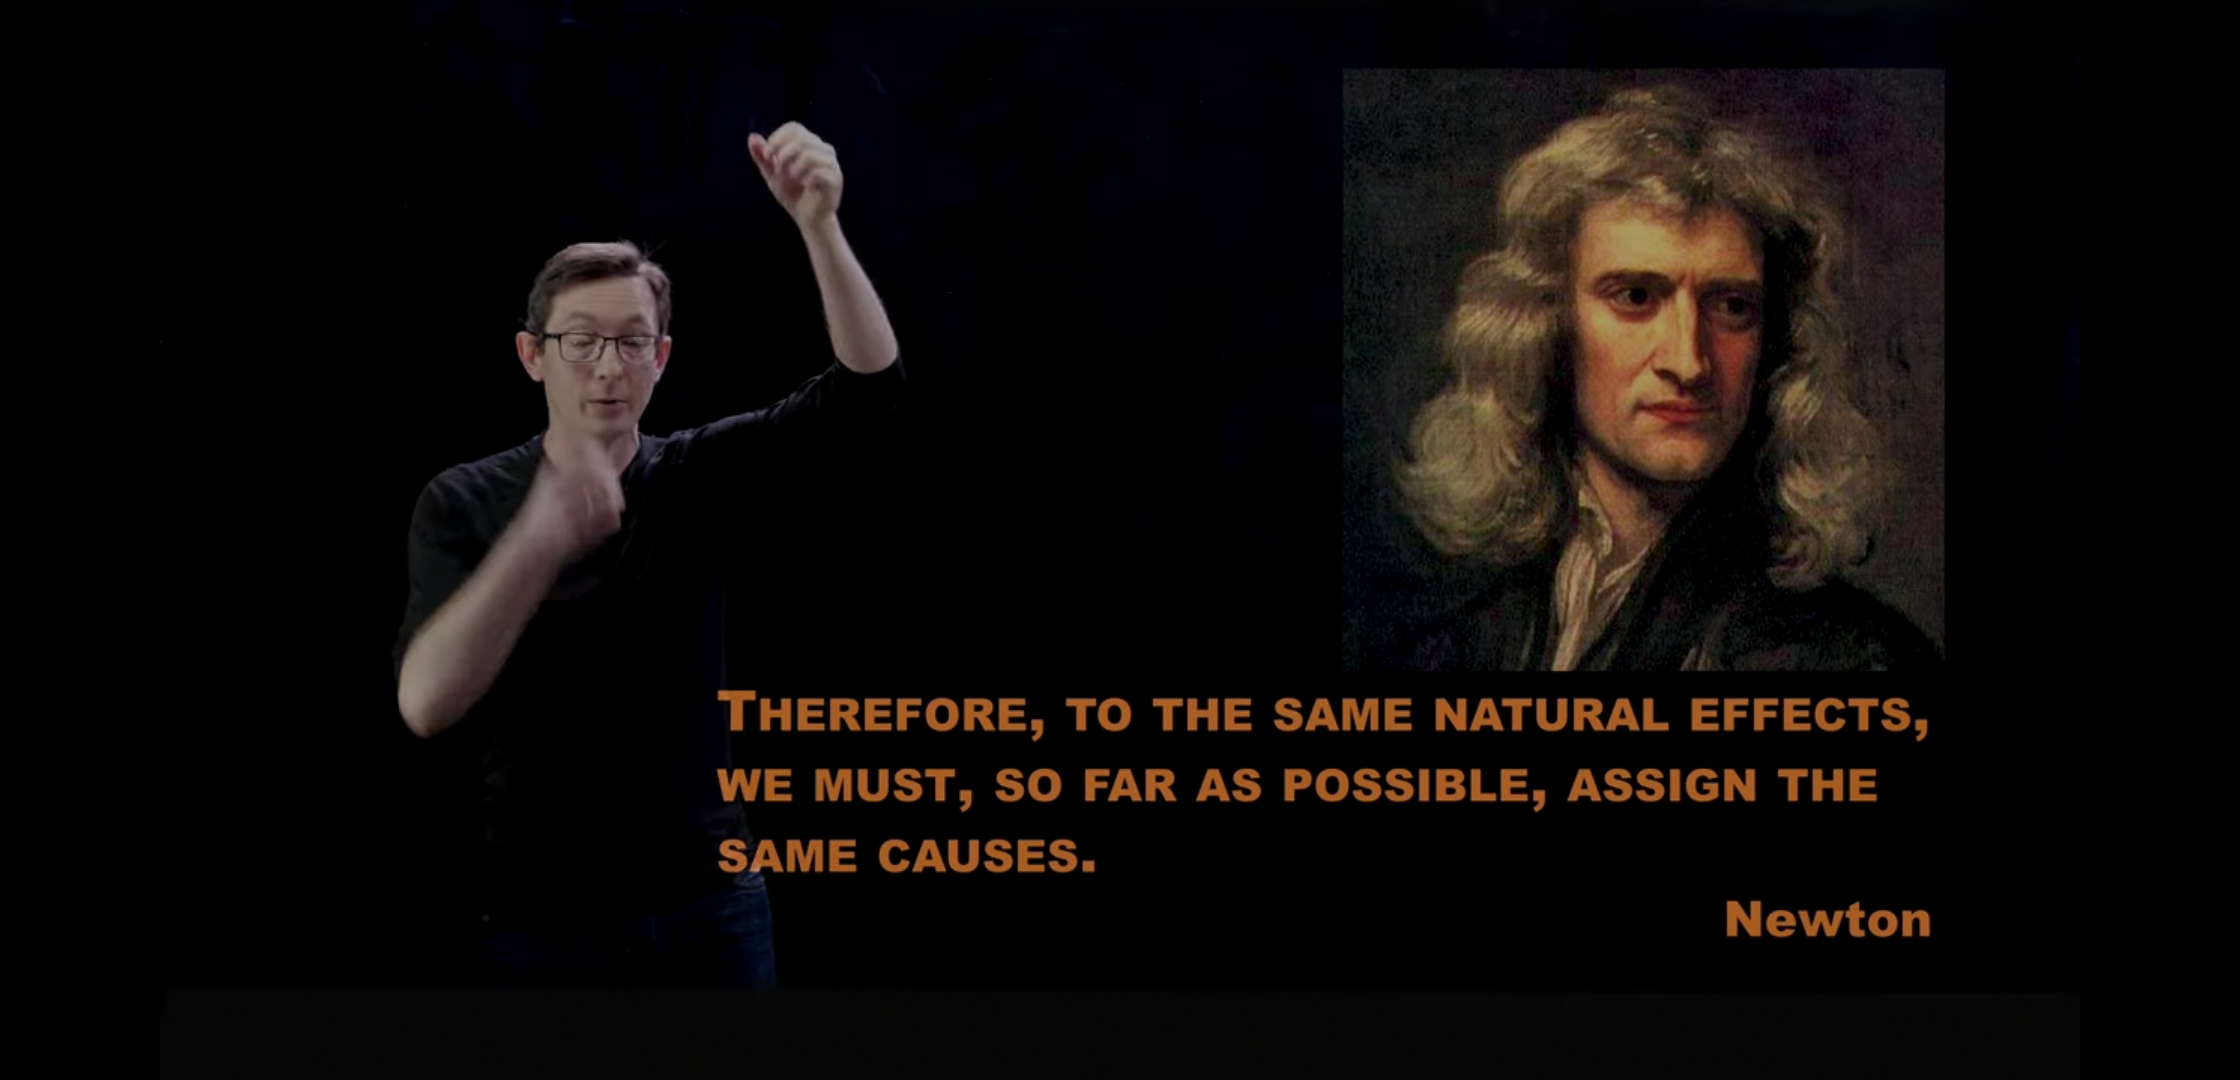 THEREFORE, TO THE SAME NATURAL EFFECTS,
WE MUST, SO FAR AS POSSIBLE, ASSIGN THE
SAME CAUSES.
Newton